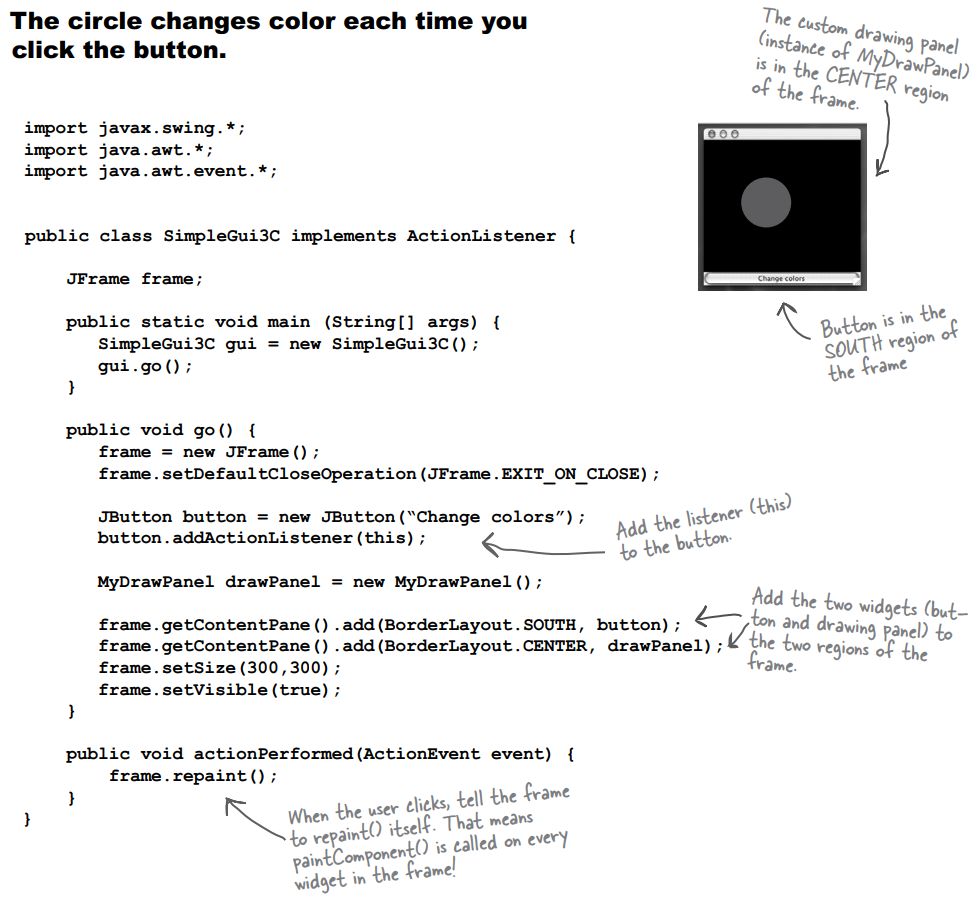 The circle changes color each time you
click the button.
The custom drawing panel
(instance of MyDrawPanel)
is in the CENTER region
of the frame.
import javax.swing.*;
import java.awt.*;
import java.awt.event.*;
public class SimpleGui3C implements ActionListener {
JFrame frame;
public static void main (String[] args) {
SimpleGui3C gui = new SimpleGui3C();
gui.go();
}
Change colors
Button is in the
SOUTH region of
the frame
public void go() {
frame = new JFrame();
frame.setDefaultCloseOperation(JFrame.EXIT_ON_CLOSE);
JButton button = new JButton(“Change colors”);
button.addActionListener(this);
Add the listener (this)
to the button.
MyDrawPanel drawPanel = new MyDrawPanel();
frame.getContentPane().add(BorderLayout.SOUTH, button);
frame.getContentPane().add(BorderLayout.CENTER, drawPanel);
frame.setSize(300,300);
frame.setVisible(true);
}
Add the two widgets (but-
ton and drawing panel) to
the two regions of the
frame.
public void actionPerformed(ActionEvent event) {
frame.repaint();
}
}
When the user clicks, tell the frame
to repaint() itself. That means
paintComponent() is called on every
widget in the frame!